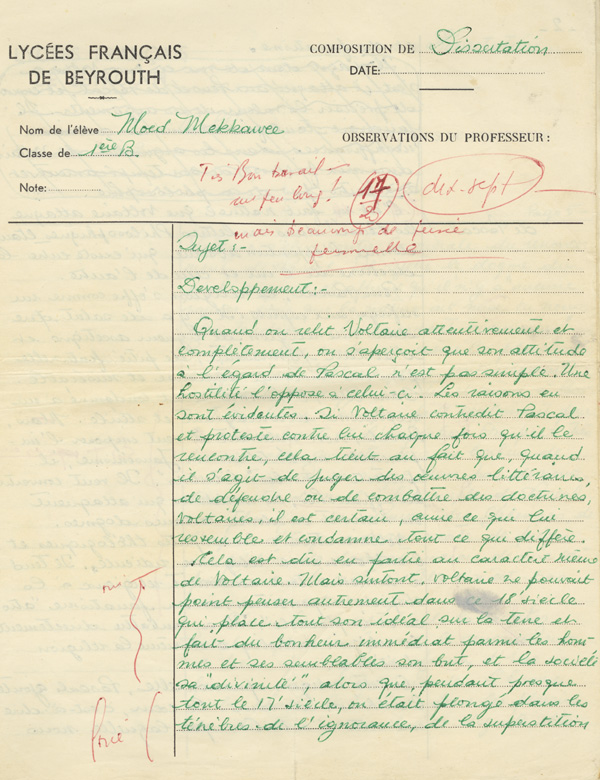 LYCÉES FRANÇAIS
DE BEYROUTH
COMPOSITION DE Dissertation
DATE:
Nom de l'élève Moed Mekkawee
Classe de 1ère B.
OBSERVATIONS DU PROFESSEUR :
Note:
Très Bon travail –
un peu long!
17/20
dix-sept
mais beaucoup de
personnelle
Sujet :-
Developpement :-
Quand on relit Voltaire attentivement et
complètement, on s'aperçoit que son attitude
à l'egard de Pascal n'est pas simple. Une
hostilité l'oppose à celui-ci. Les raisons en
sont évidentes. Si Voltaire contredit Pascal
et proteste contre lui chaque fois qu'il le
rencontre, cela tient au fait que, quand
il s'agit de juger des œuvres littéraires,
de défendre ou de combattre des doctrines,
Voltaire, il est certain, aime ce qui lui
ressemble et condamne tout ce qui diffère.
Cela est dû en partie au caractère même
de Voltaire. Mais surtout, Voltaire ne pouvait
point penser autrement dans ce 18' siècle
qui place tout son idéal sur la terre et
fait du bonheur immédiat parmi les hom-
mes et ses semblables son but, et la société
sa "divinité", alors que, pendant presque
tout le 17' siècle, on était plongé dans les
ténèbres de l'ignorance, de la superstition